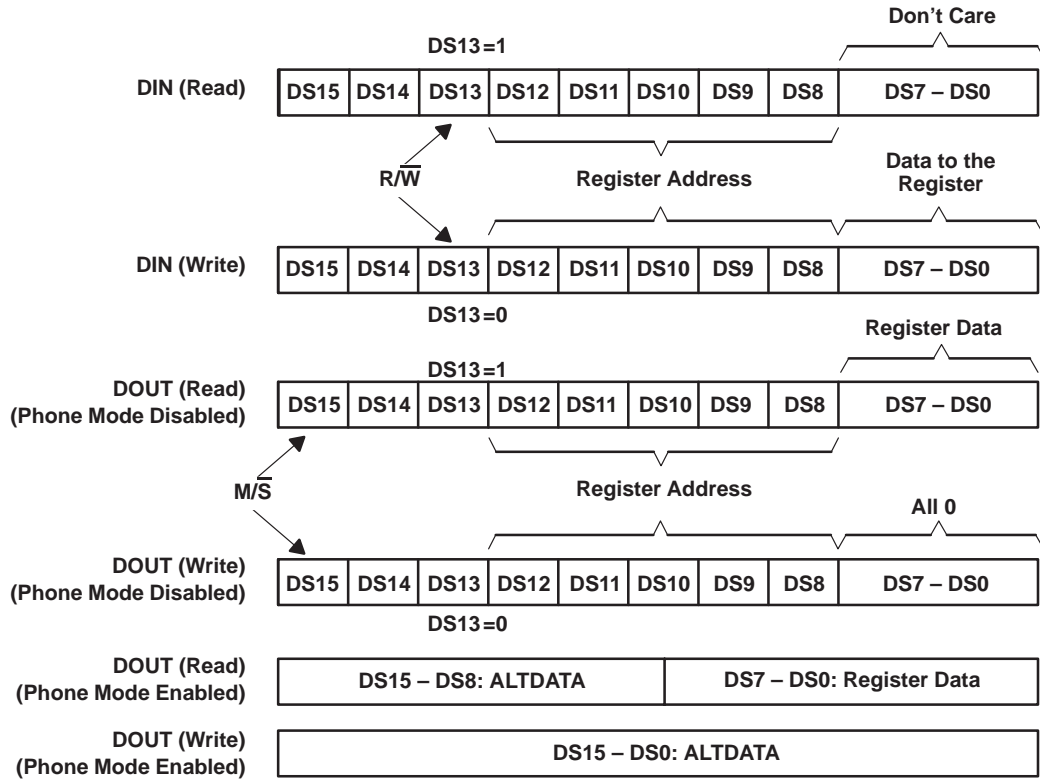 Don't Care
DS13=1
DIN (Read) DS15 DS14 DS13 DS12 DS11 DS10 DS9 DS8 DS7 – DS0
R/W̅ Register Address Data to the
Register
DIN (Write) DS15 DS14 DS13 DS12 DS11 DS10 DS9 DS8 DS7 – DS0
DS13=0
Register Data
DS13=1
DOUT (Read)
(Phone Mode Disabled) DS15 DS14 DS13 DS12 DS11 DS10 DS9 DS8 DS7 – DS0
M/S̅ Register Address
All 0
DOUT (Write)
(Phone Mode Disabled) DS15 DS14 DS13 DS12 DS11 DS10 DS9 DS8 DS7 – DS0
DS13=0
DOUT (Read)
(Phone Mode Enabled) DS15 – DS8: ALTDATA DS7 – DS0: Register Data
DOUT (Write)
(Phone Mode Enabled) DS15 – DS0: ALTDATA